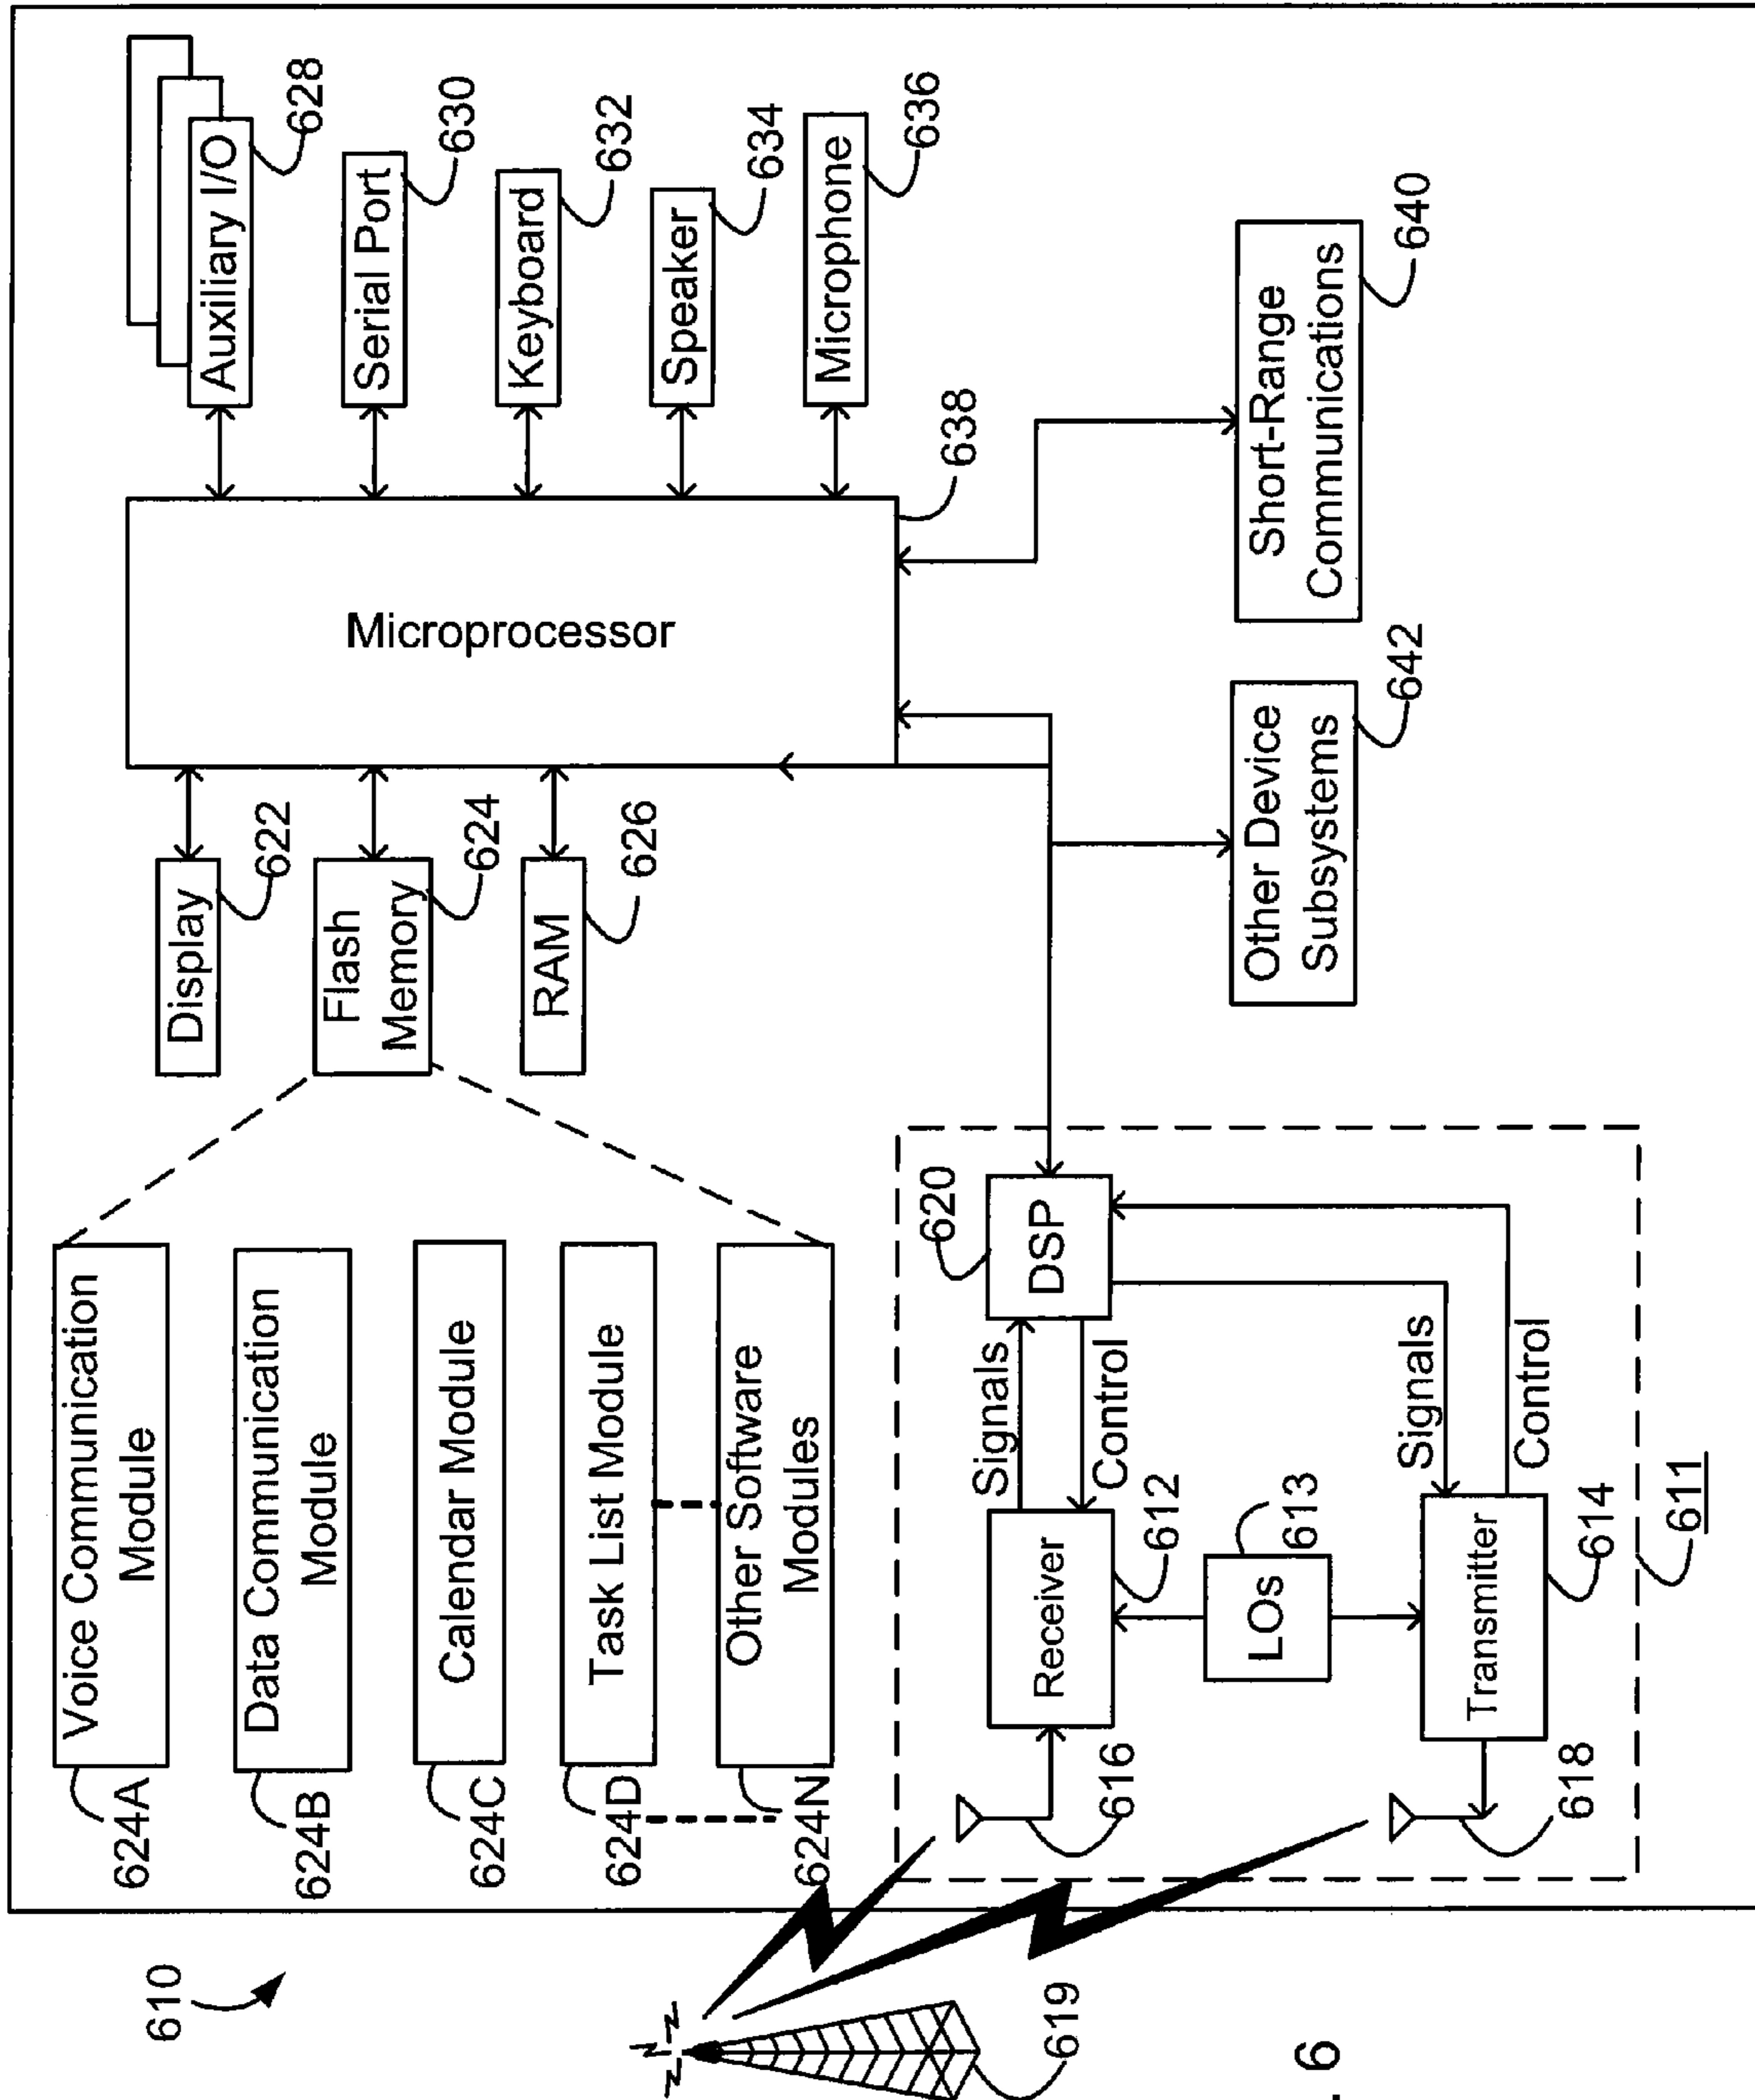 610
Voice Communication
Module
624A
Data Communication
Module
624B
Calendar Module
624C
Task List Module
624D
Other Software
Modules
624N
Display
622
Flash
Memory
624
RAM
626
Microprocessor
638
Auxiliary I/O
628
Serial Port
630
Keyboard
632
Speaker
634
Microphone
636
Short-Range
Communications
640
Other Device
Subsystems
642
DSP
620
Signals
Control
Receiver
612
LOs
613
Signals
Control
Transmitter
614
616
618
611
619
. 6